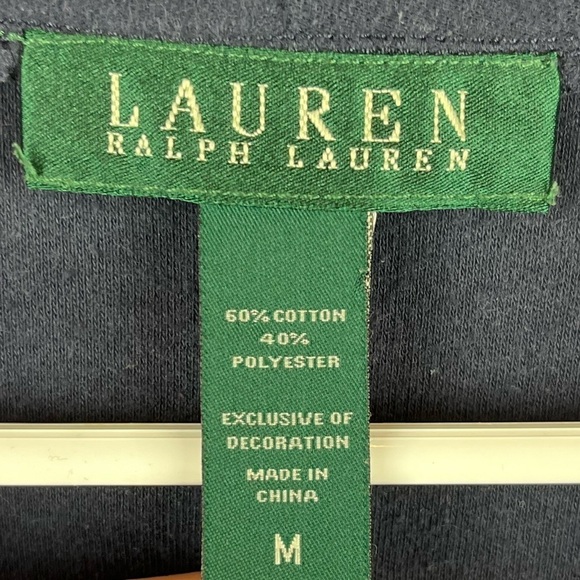 LAUREN
RALPH LAUREN
60% COTTON
40%
POLYESTER
EXCLUSIVE OF
DECORATION
MADE IN
CHINA
M